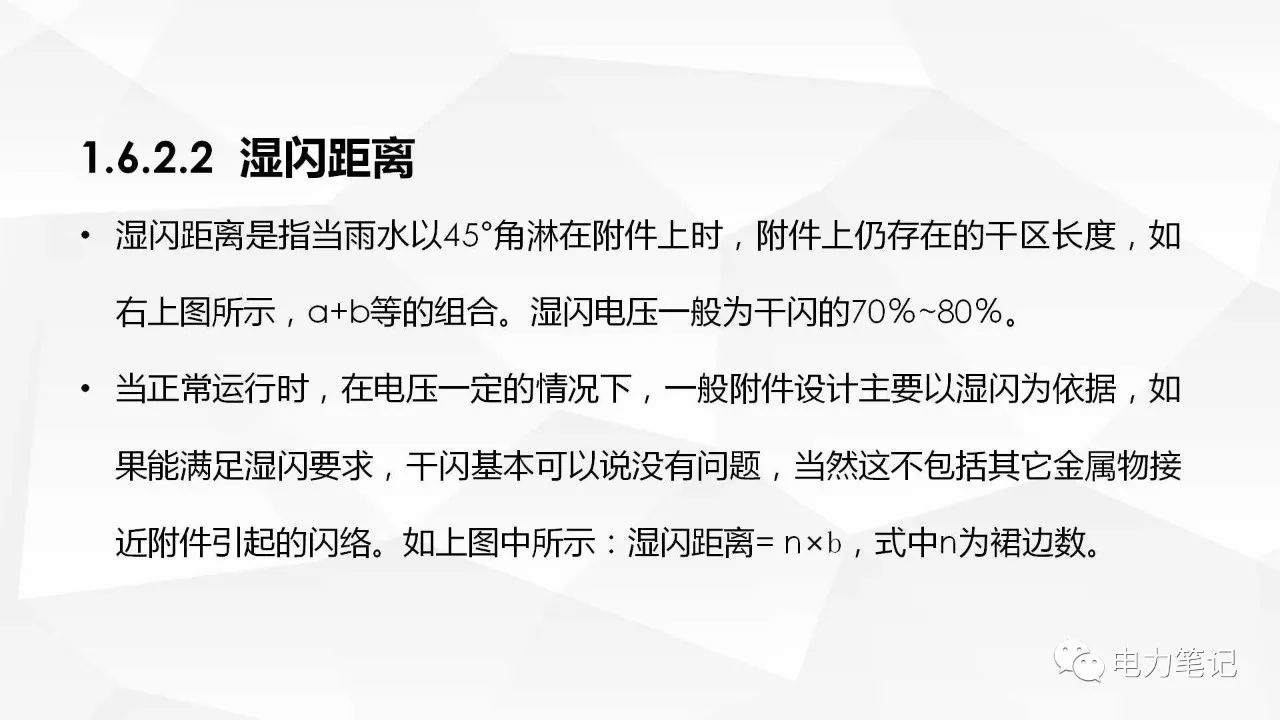 1.6.2.2 湿闪距离
• 湿闪距离是指当雨水以45°角淋在附件上时，附件上仍存在的干区长度，如
右上图所示，a+b等的组合。湿闪电压一般为干闪的70%~80%。
• 当正常运行时，在电压一定的情况下，一般附件设计主要以湿闪为依据，如
果能满足湿闪要求，干闪基本可以说没有问题，当然这不包括其它金属物接
近附件引起的闪络。如上图中所示：湿闪距离= n×b，式中n为裙边数。
电力笔记